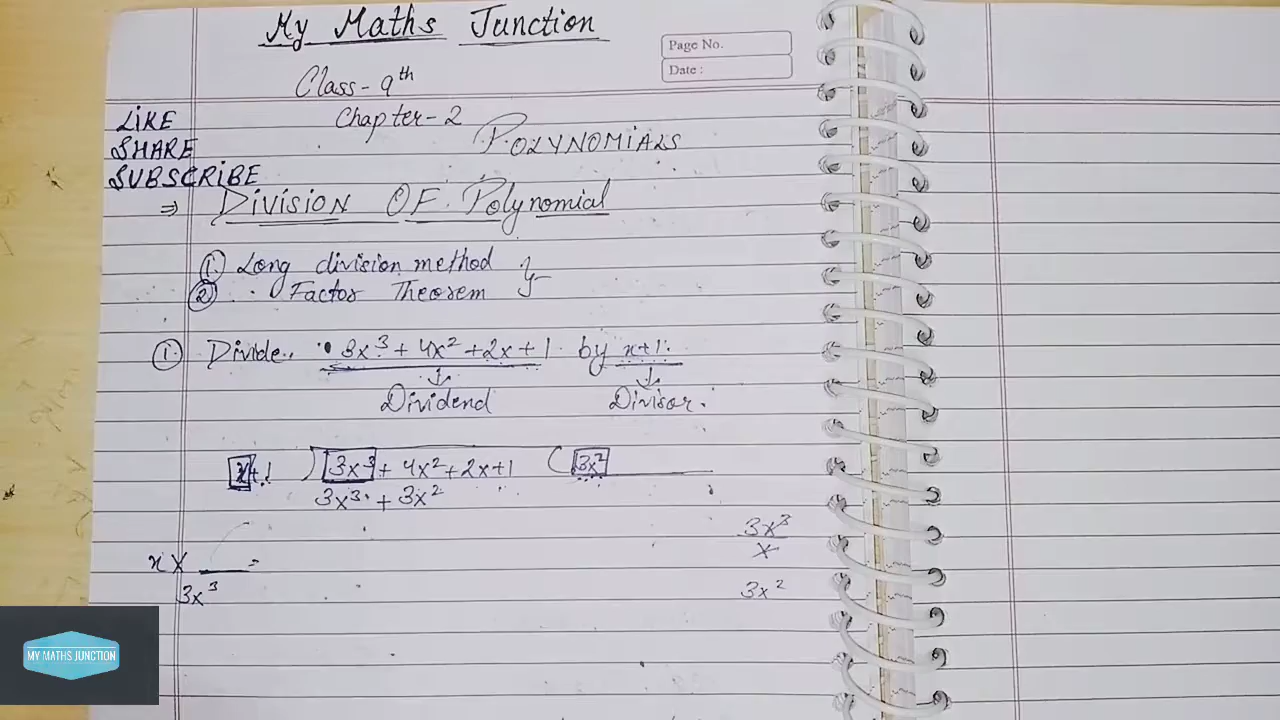 My Maths Junction
Page No.
Date :
Class - 9th
Chapter - 2
POLYNOMIALS
LIKE
SHARE
SUBSCRIBE
⇒ DIVISION OF Polynomial
① Long division method
② Factor Theorem
① Divide 3x³ + 4x² + 2x + 1 by x+1.
Dividend Divisor.
x+1 ) 3x³ + 4x² + 2x + 1 ( 3x²
3x³ + 3x²
3x³
x
x × ___ =
3x³
3x²
MY MATHS JUNCTION